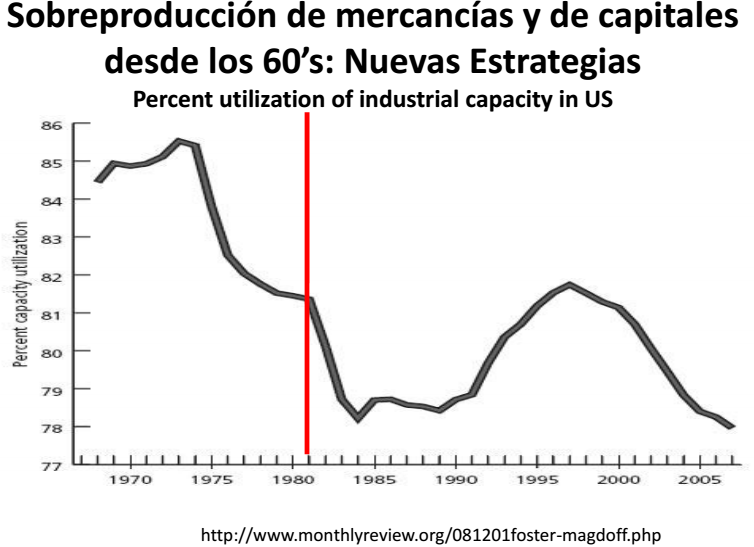 Sobreproducción de mercancías y de capitales
desde los 60’s: Nuevas Estrategias
Percent utilization of industrial capacity in US
Percent capacity utilization
86
85
84
83
82
81
80
79
78
77
1970 1975 1980 1985 1990 1995 2000 2005
http://www.monthlyreview.org/081201foster-magdoff.php